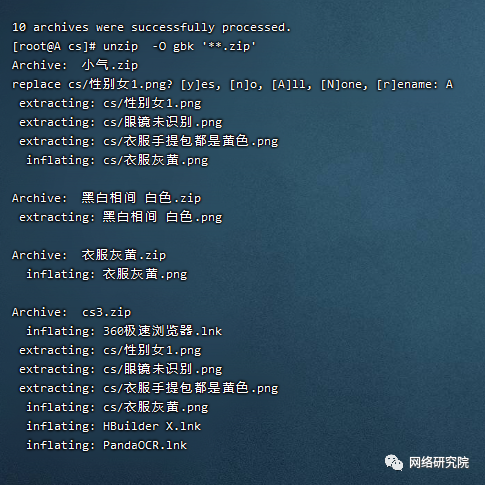 10 archives were successfully processed.
[root@A cs]# unzip  -O gbk '**.zip'
Archive:  小气.zip
replace cs/性别女1.png? [y]es, [n]o, [A]ll, [N]one, [r]ename: A
 extracting: cs/性别女1.png
 extracting: cs/眼镜未识别.png
 extracting: cs/衣服手提包都是黄色.png
  inflating: cs/衣服灰黄.png
Archive:  黑白相间 白色.zip
 extracting: 黑白相间 白色.png
Archive:  衣服灰黄.zip
  inflating: 衣服灰黄.png
Archive:  cs3.zip
  inflating: 360极速浏览器.lnk
 extracting: cs/性别女1.png
 extracting: cs/眼镜未识别.png
 extracting: cs/衣服手提包都是黄色.png
  inflating: cs/衣服灰黄.png
  inflating: HBuilder X.lnk
  inflating: PandaOCR.lnk
网络研究院